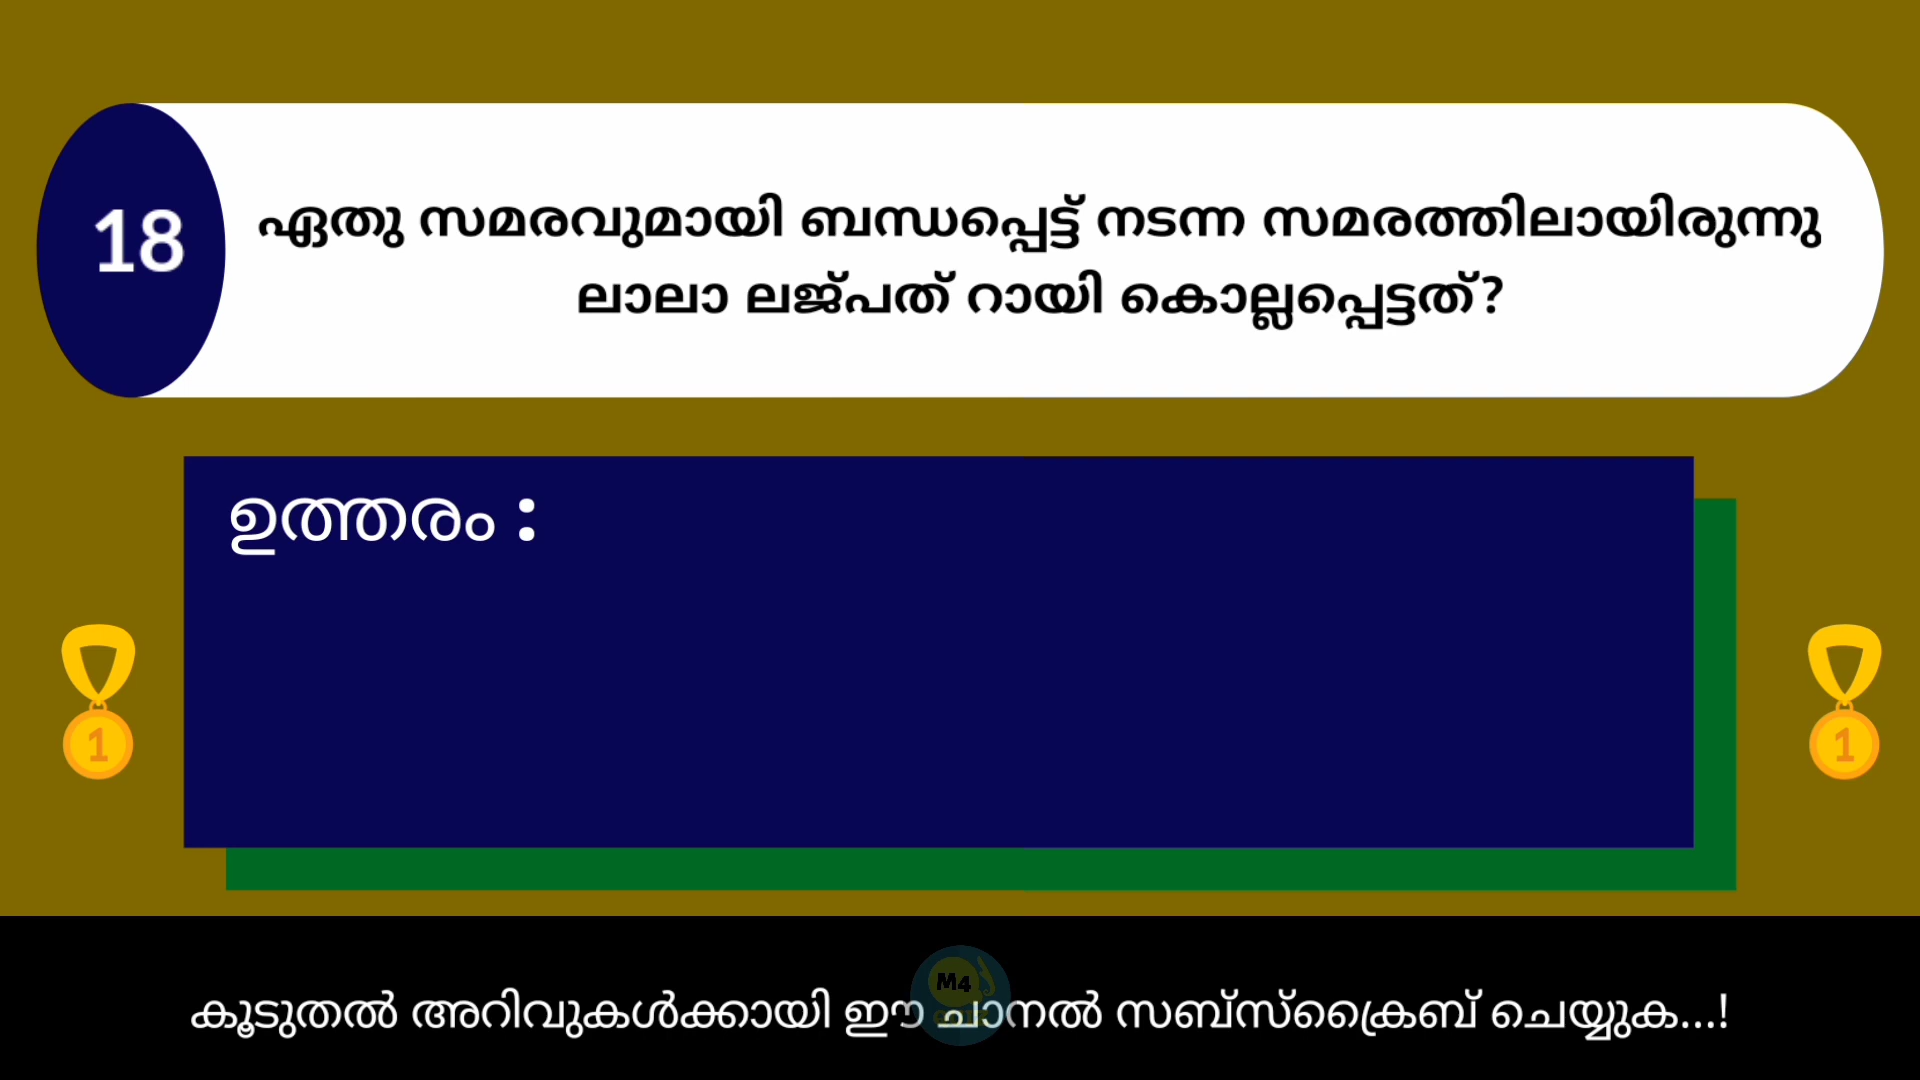 18
ഏതു സമരവുമായി ബന്ധപ്പെട്ട് നടന്ന സമരത്തിലായിരുന്നു
ലാലാ ലജ്പത് റായി കൊല്ലപ്പെട്ടത്?
ഉത്തരം :
1
1
M4
കൂടുതൽ അറിവുകൾക്കായി ഈ ചാനൽ സബ്സ്ക്രൈബ് ചെയ്യുക...!